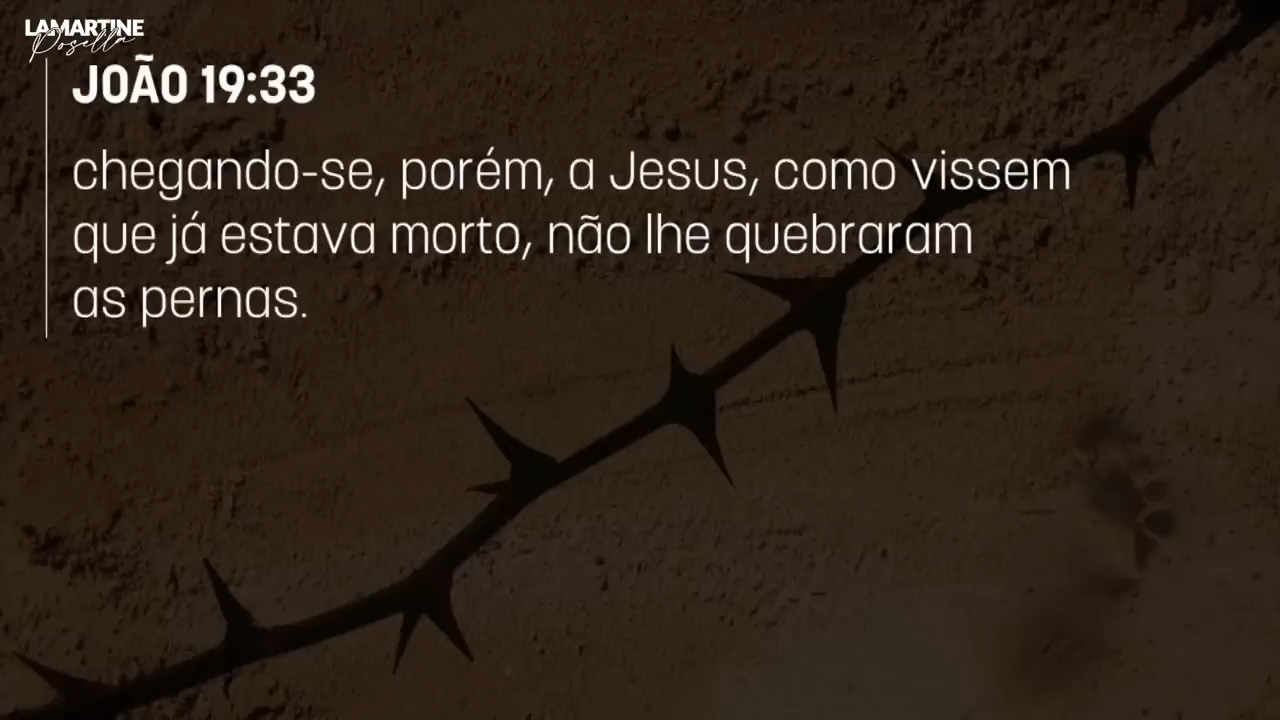 LAMARTINE
Posella
JOÃO 19:33
chegando-se, porém, a Jesus, como vissem
que já estava morto, não lhe quebraram
as pernas.